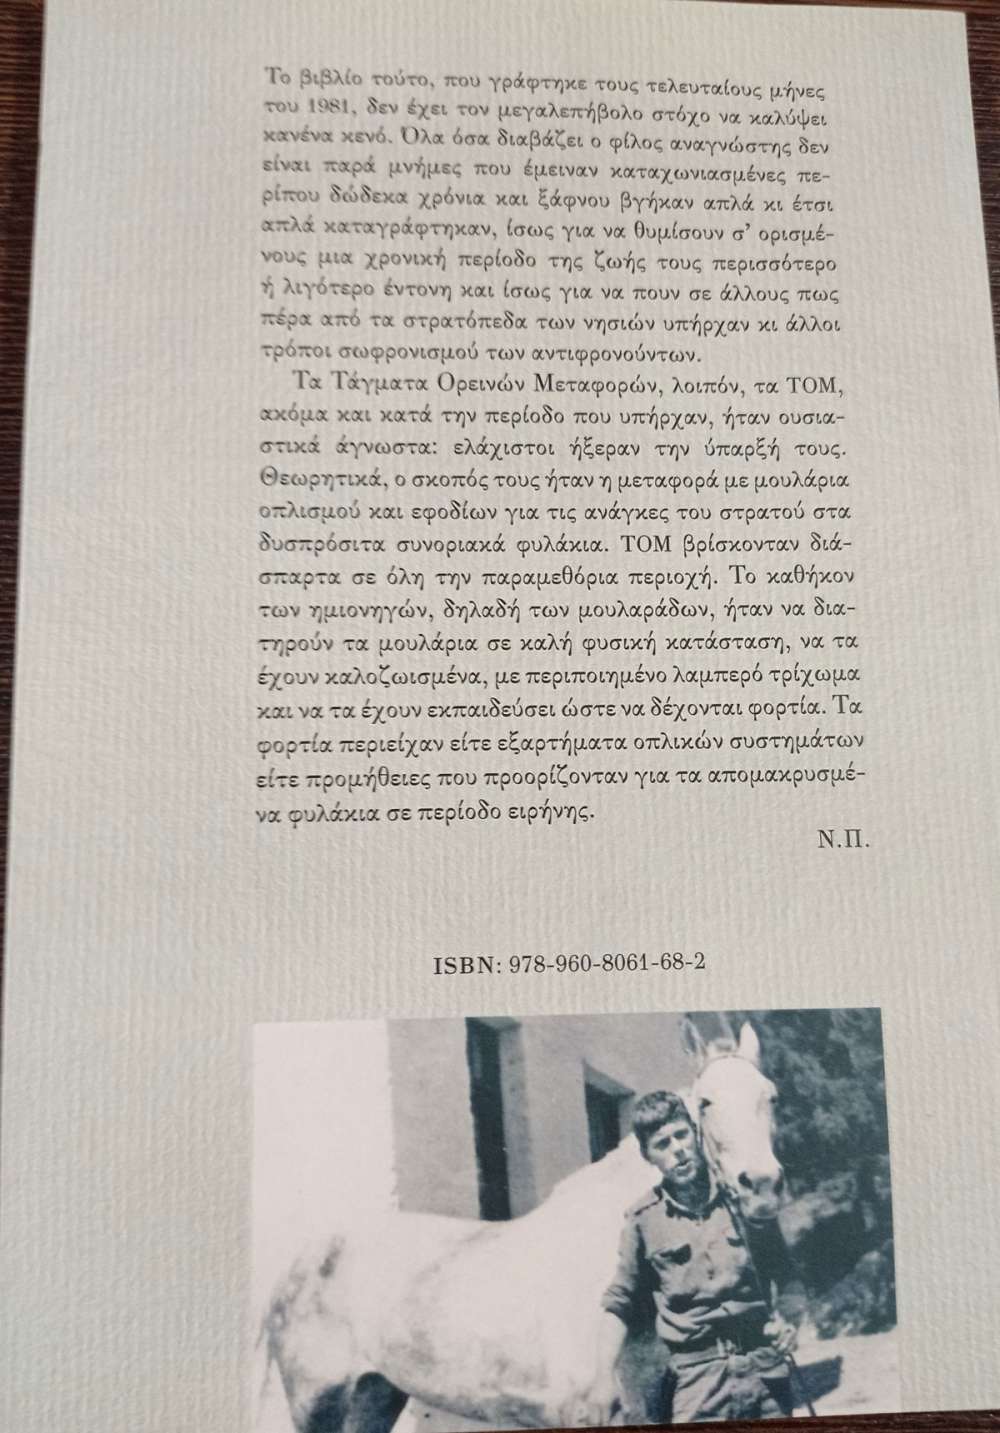 Το βιβλίο τούτο, που γράφτηκε τους τελευταίους μήνες
του 1981, δεν έχει τον μεγαλεπήβολο στόχο να καλύψει
κανένα κενό. Όλα όσα διαβάζει ο φίλος αναγνώστης δεν
είναι παρά μνήμες που έμειναν καταχωνιασμένες πε-
ρίπου δώδεκα χρόνια και ξάφνου βγήκαν απλά κι έτσι
απλά καταγράφτηκαν, ίσως για να θυμίσουν σ' ορισμέ-
νους μια χρονική περίοδο της ζωής τους περισσότερο
ή λιγότερο έντονη και ίσως για να πουν σε άλλους πως
πέρα από τα στρατόπεδα των νησιών υπήρχαν κι άλλοι
τρόποι σωφρονισμού των αντιφρονούντων.
Τα Τάγματα Ορεινών Μεταφορών, λοιπόν, τα ΤΟΜ,
ακόμα και κατά την περίοδο που υπήρχαν, ήταν ουσια-
στικά άγνωστα: ελάχιστοι ήξεραν την ύπαρξή τους.
Θεωρητικά, ο σκοπός τους ήταν η μεταφορά με μουλάρια
οπλισμού και εφοδίων για τις ανάγκες του στρατού στα
δυσπρόσιτα συνοριακά φυλάκια. ΤΟΜ βρίσκονταν διά-
σπαρτα σε όλη την παραμεθόρια περιοχή. Το καθήκον
των ημιονηγών, δηλαδή των μουλαράδων, ήταν να δια-
τηρούν τα μουλάρια σε καλή φυσική κατάσταση, να τα
έχουν καλοζωισμένα, με περιποιημένο λαμπερό τρίχωμα
και να τα έχουν εκπαιδεύσει ώστε να δέχονται φορτία. Τα
φορτία περιείχαν είτε εξαρτήματα οπλικών συστημάτων
είτε προμήθειες που προορίζονταν για τα απομακρυσμέ-
να φυλάκια σε περίοδο ειρήνης.
Ν.Π.
ISBN: 978-960-8061-68-2